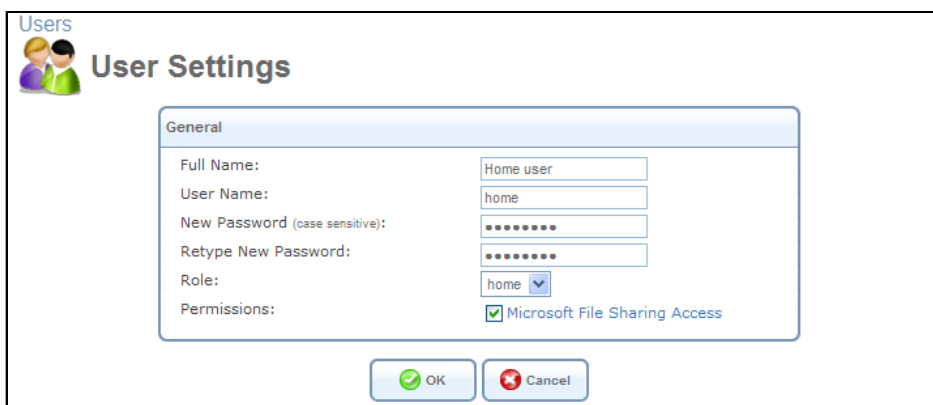 Users
User Settings
General
Full Name: Home user
User Name: home
New Password (case sensitive): ●●●●●●●●
Retype New Password: ●●●●●●●●
Role: home
Permissions: Microsoft File Sharing Access
OK Cancel